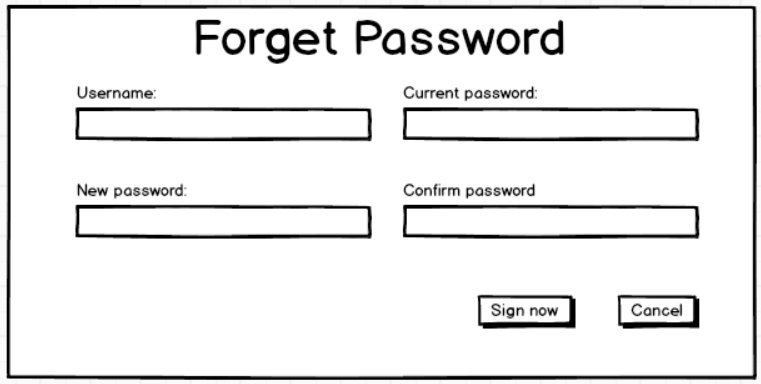 Forget Password
Username:
Current password:
New password:
Confirm password
Sign now
Cancel